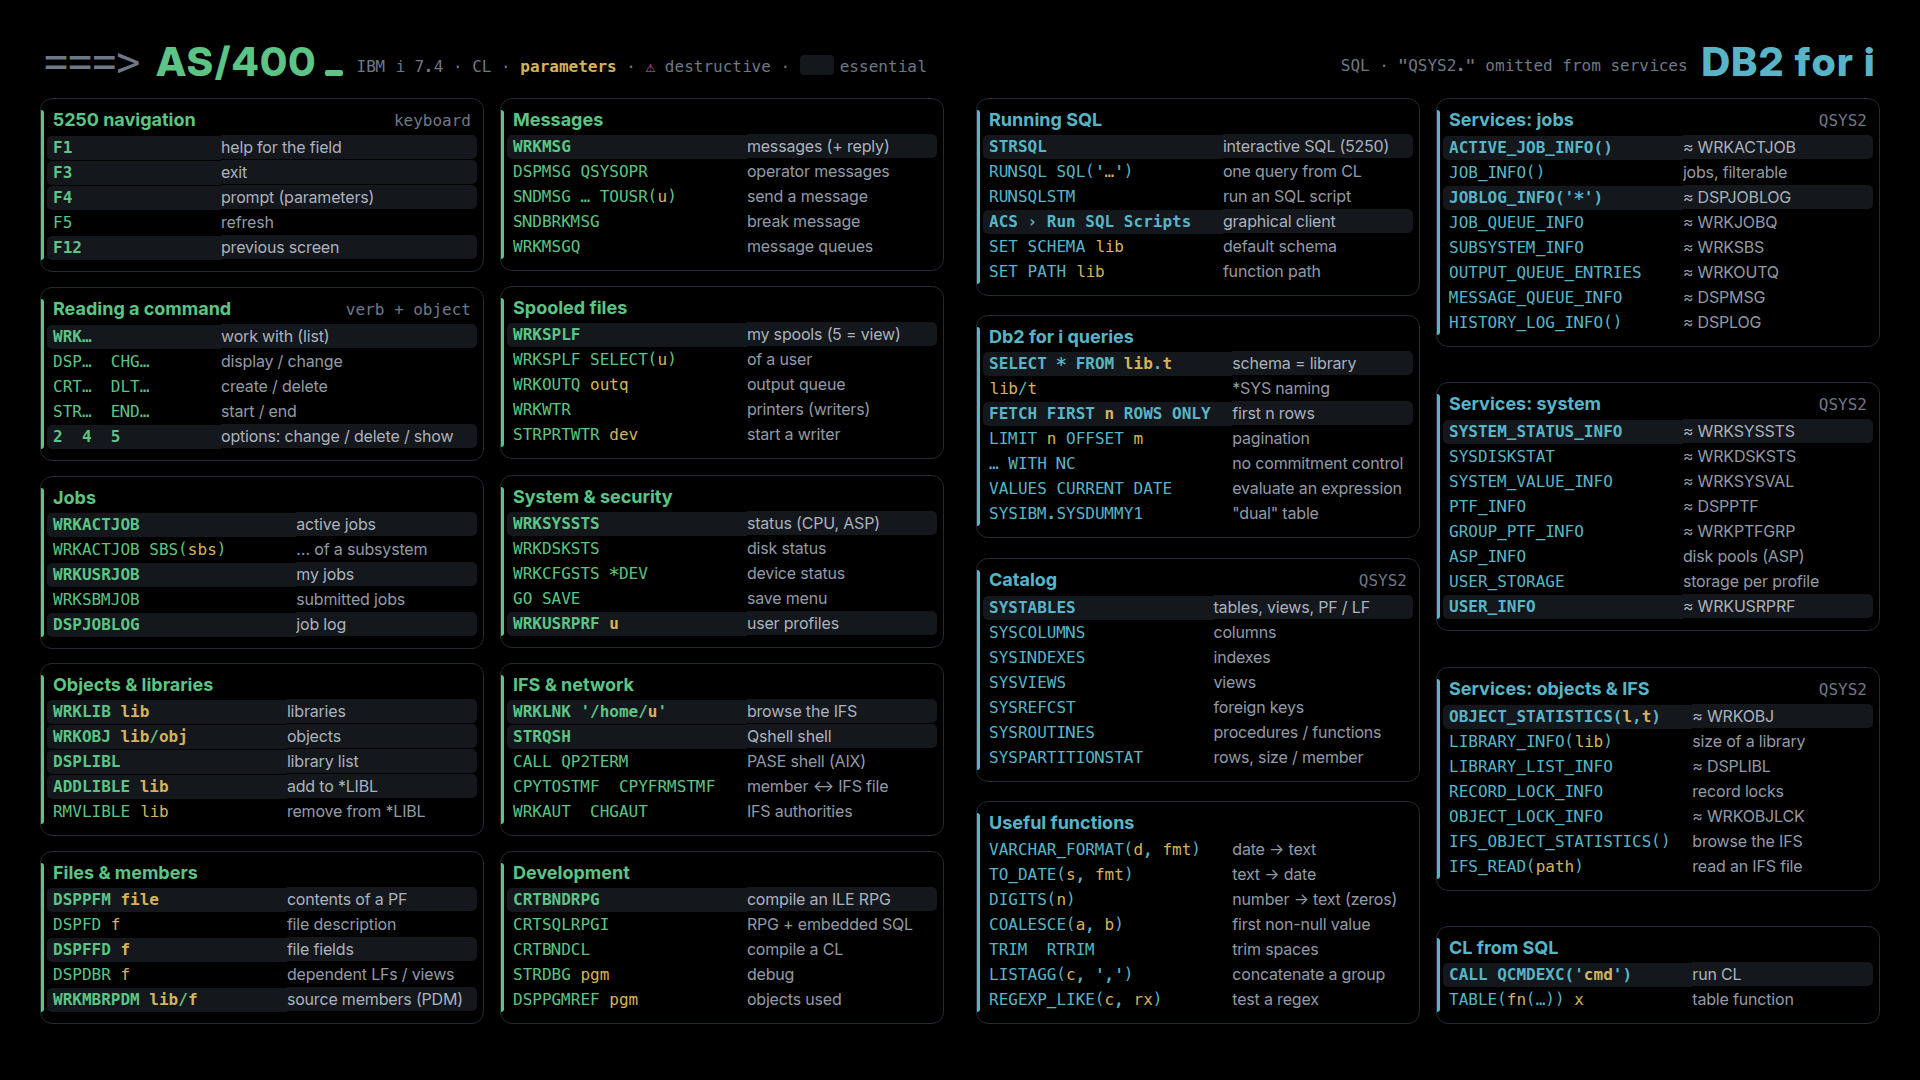 ===> AS/400 _ IBM i 7.4 · CL · parameters · ⚠ destructive · essential
SQL · "QSYS2." omitted from services DB2 for i
5250 navigation keyboard
F1 help for the field
F3 exit
F4 prompt (parameters)
F5 refresh
F12 previous screen
Reading a command verb + object
WRK… work with (list)
DSP… CHG… display / change
CRT… DLT… create / delete
STR… END… start / end
2 4 5 options: change / delete / show
Jobs
WRKACTJOB active jobs
WRKACTJOB SBS(sbs) … of a subsystem
WRKUSRJOB my jobs
WRKSBMJOB submitted jobs
DSPJOBLOG job log
Objects & libraries
WRKLIB lib libraries
WRKOBJ lib/obj objects
DSPLIBL library list
ADDLIBLE lib add to *LIBL
RMVLIBLE lib remove from *LIBL
Files & members
DSPPFM file contents of a PF
DSPFD f file description
DSPFFD f file fields
DSPDBR f dependent LFs / views
WRKMBRPDM lib/f source members (PDM)
Messages
WRKMSG messages (+ reply)
DSPMSG QSYSOPR operator messages
SNDMSG … TOUSR(u) send a message
SNDBRKMSG break message
WRKMSGQ message queues
Spooled files
WRKSPLF my spools (5 = view)
WRKSPLF SELECT(u) of a user
WRKOUTQ outq output queue
WRKWTR printers (writers)
STRPRTWTR dev start a writer
System & security
WRKSYSSTS status (CPU, ASP)
WRKDSKSTS disk status
WRKCFGSTS *DEV device status
GO SAVE save menu
WRKUSRPRF u user profiles
IFS & network
WRKLNK '/home/u' browse the IFS
STRQSH Qshell shell
CALL QP2TERM PASE shell (AIX)
CPYTOSTMF CPYFRMSTMF member ↔ IFS file
WRKAUT CHGAUT IFS authorities
Development
CRTBNDRPG compile an ILE RPG
CRTSQLRPGI RPG + embedded SQL
CRTBNDCL compile a CL
STRDBG pgm debug
DSPPGMREF pgm objects used
Running SQL
STRSQL interactive SQL (5250)
RUNSQL SQL('…') one query from CL
RUNSQLSTM run an SQL script
ACS › Run SQL Scripts graphical client
SET SCHEMA lib default schema
SET PATH lib function path
Db2 for i queries
SELECT * FROM lib.t schema = library
lib/t *SYS naming
FETCH FIRST n ROWS ONLY first n rows
LIMIT n OFFSET m pagination
… WITH NC no commitment control
VALUES CURRENT DATE evaluate an expression
SYSIBM.SYSDUMMY1 "dual" table
Catalog QSYS2
SYSTABLES tables, views, PF / LF
SYSCOLUMNS columns
SYSINDEXES indexes
SYSVIEWS views
SYSREFCST foreign keys
SYSROUTINES procedures / functions
SYSPARTITIONSTAT rows, size / member
Useful functions
VARCHAR_FORMAT(d, fmt) date → text
TO_DATE(s, fmt) text → date
DIGITS(n) number → text (zeros)
COALESCE(a, b) first non-null value
TRIM RTRIM trim spaces
LISTAGG(c, ',') concatenate a group
REGEXP_LIKE(c, rx) test a regex
Services: jobs QSYS2
ACTIVE_JOB_INFO() ≈ WRKACTJOB
JOB_INFO() jobs, filterable
JOBLOG_INFO('*') ≈ DSPJOBLOG
JOB_QUEUE_INFO ≈ WRKJOBQ
SUBSYSTEM_INFO ≈ WRKSBS
OUTPUT_QUEUE_ENTRIES ≈ WRKOUTQ
MESSAGE_QUEUE_INFO ≈ DSPMSG
HISTORY_LOG_INFO() ≈ DSPLOG
Services: system QSYS2
SYSTEM_STATUS_INFO ≈ WRKSYSSTS
SYSDISKSTAT ≈ WRKDSKSTS
SYSTEM_VALUE_INFO ≈ WRKSYSVAL
PTF_INFO ≈ DSPPTF
GROUP_PTF_INFO ≈ WRKPTFGRP
ASP_INFO disk pools (ASP)
USER_STORAGE storage per profile
USER_INFO ≈ WRKUSRPRF
Services: objects & IFS QSYS2
OBJECT_STATISTICS(l,t) ≈ WRKOBJ
LIBRARY_INFO(lib) size of a library
LIBRARY_LIST_INFO ≈ DSPLIBL
RECORD_LOCK_INFO record locks
OBJECT_LOCK_INFO ≈ WRKOBJLCK
IFS_OBJECT_STATISTICS() browse the IFS
IFS_READ(path) read an IFS file
CL from SQL
CALL QCMDEXC('cmd') run CL
TABLE(fn(…)) x table function